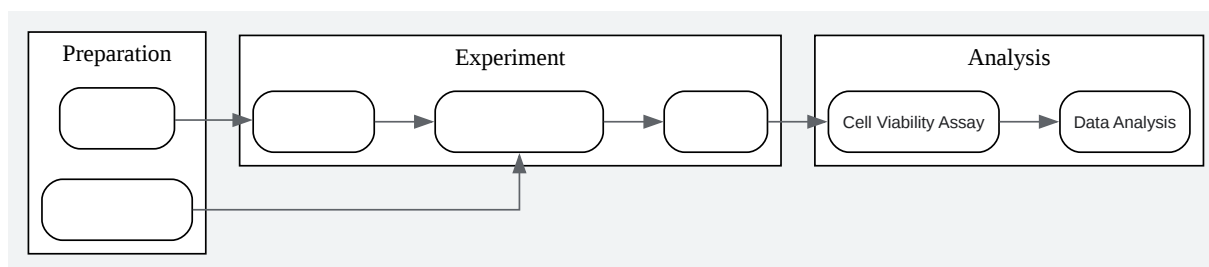 Preparation
Experiment
Analysis
Cell Viability Assay
Data Analysis